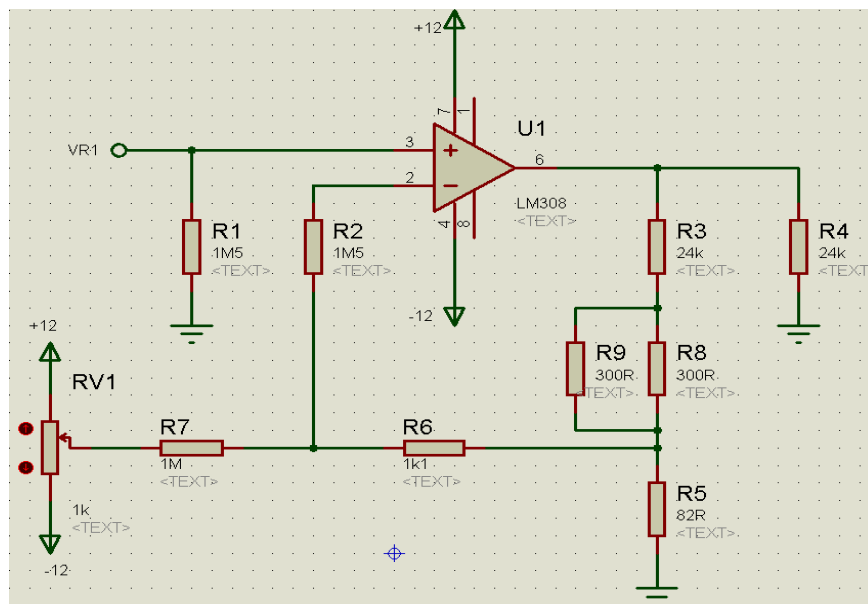 +12
7
1
U1
VR1
3
2
6
LM308
<TEXT>
4
8
R1
1M5
<TEXT>
R2
1M5
<TEXT>
R3
24k
<TEXT>
R4
24k
<TEXT>
-12
+12
RV1
R9
300R
<TEXT>
R8
300R
<TEXT>
R7
1M
<TEXT>
R6
1k1
<TEXT>
R5
82R
<TEXT>
1k
<TEXT>
-12